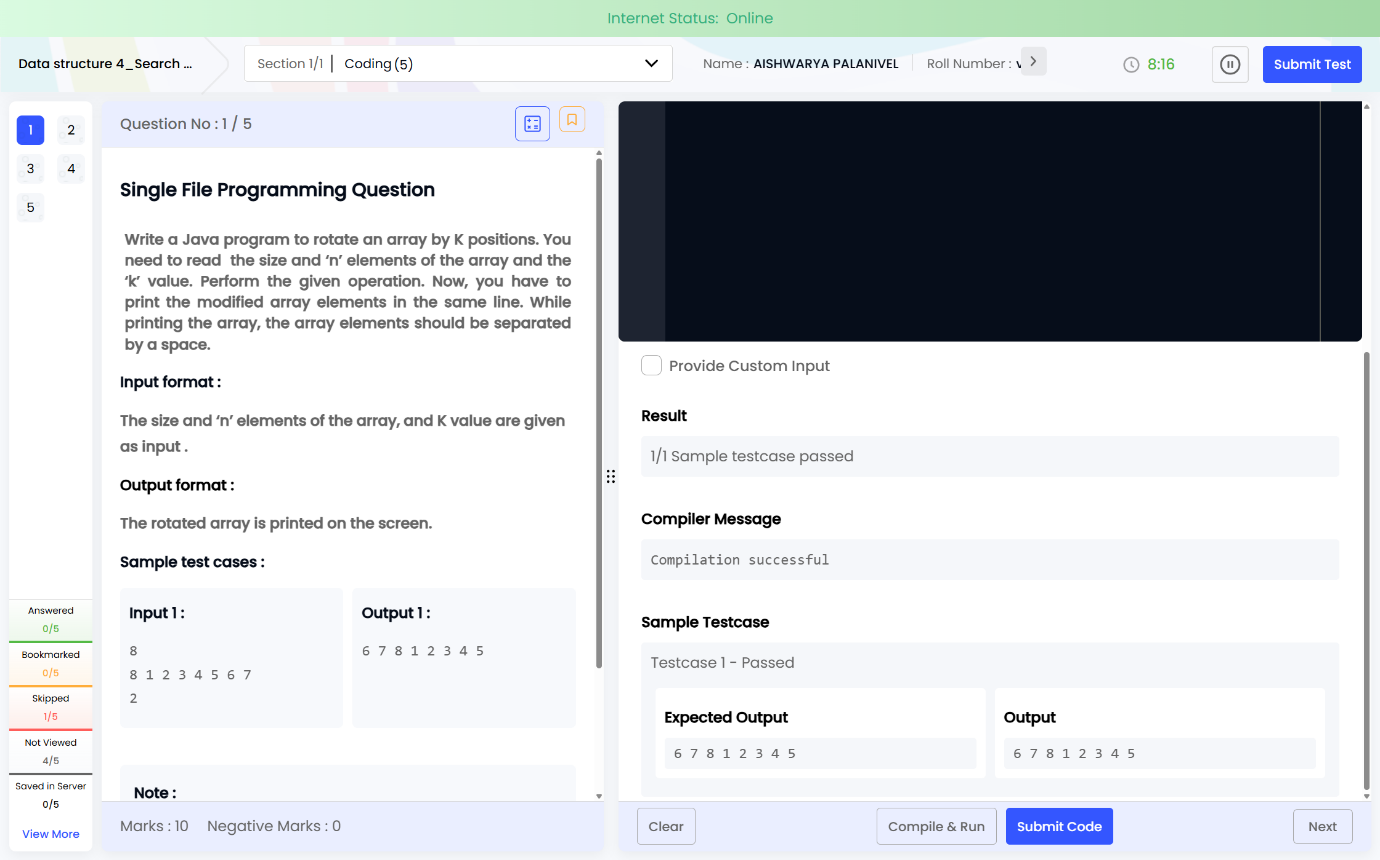 Internet Status: Online
Data structure 4_Search ...
Section 1/1 | Coding (5)
Name : AISHWARYA PALANIVEL
Roll Number :
8:16
Submit Test
1
2
3
4
5
Answered
0/5
Bookmarked
0/5
Skipped
1/5
Not Viewed
4/5
Saved in Server
0/5
View More
Question No : 1 / 5
Single File Programming Question
Write a Java program to rotate an array by K positions. You
need to read the size and ‘n’ elements of the array and the
‘k’ value. Perform the given operation. Now, you have to
print the modified array elements in the same line. While
printing the array, the array elements should be separated
by a space.
Input format :
The size and ‘n’ elements of the array, and K value are given
as input .
Output format :
The rotated array is printed on the screen.
Sample test cases :
Input 1 :
8
8 1 2 3 4 5 6 7
2
Output 1 :
6 7 8 1 2 3 4 5
Note :
Marks : 10
Negative Marks : 0
Provide Custom Input
Result
1/1 Sample testcase passed
Compiler Message
Compilation successful
Sample Testcase
Testcase 1 - Passed
Expected Output
6 7 8 1 2 3 4 5
Output
6 7 8 1 2 3 4 5
Clear
Compile & Run
Submit Code
Next